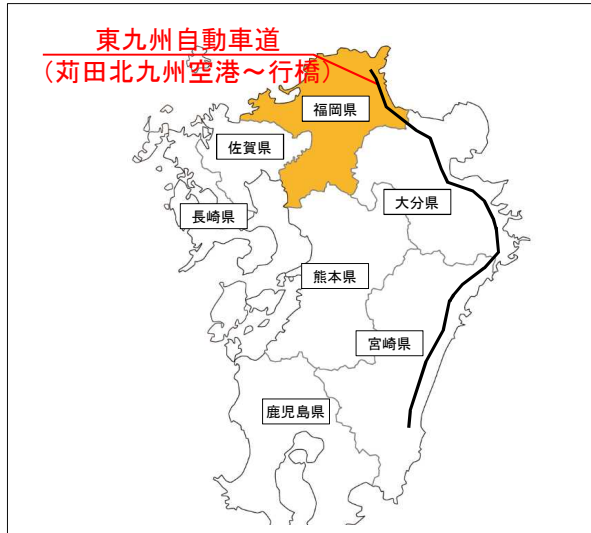 東九州自動車道
（苅田北九州空港～行橋）
福岡県
佐賀県
大分県
長崎県
熊本県
宮崎県
鹿児島県